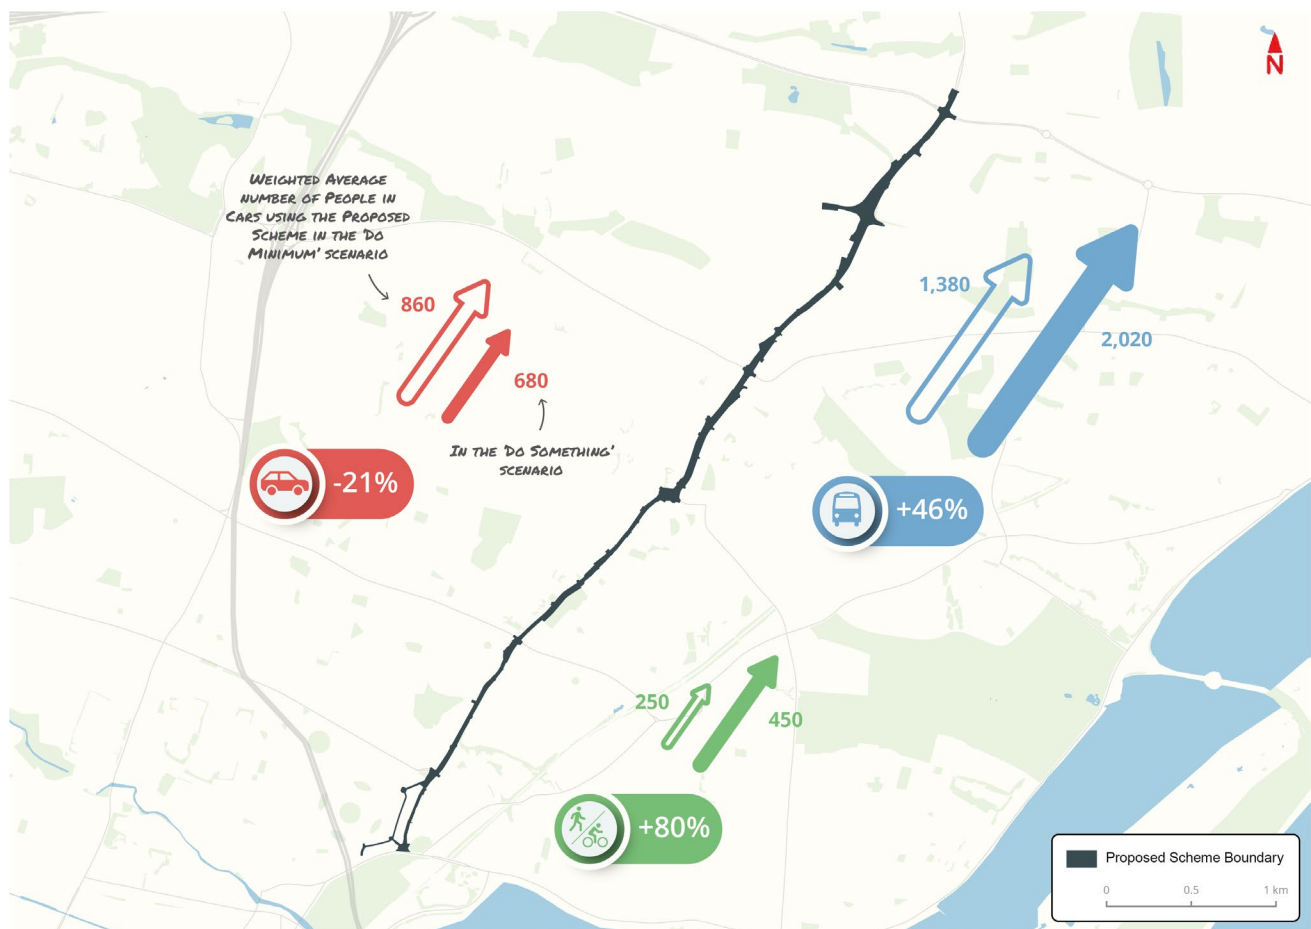 N
WEIGHTED AVERAGE
NUMBER OF PEOPLE IN
CARS USING THE PROPOSED
SCHEME IN THE 'DO
MINIMUM' SCENARIO
860
680
IN THE 'DO SOMETHING'
SCENARIO
-21%
1,380
2,020
+46%
250
450
+80%
Proposed Scheme Boundary
0 0.5 1 km